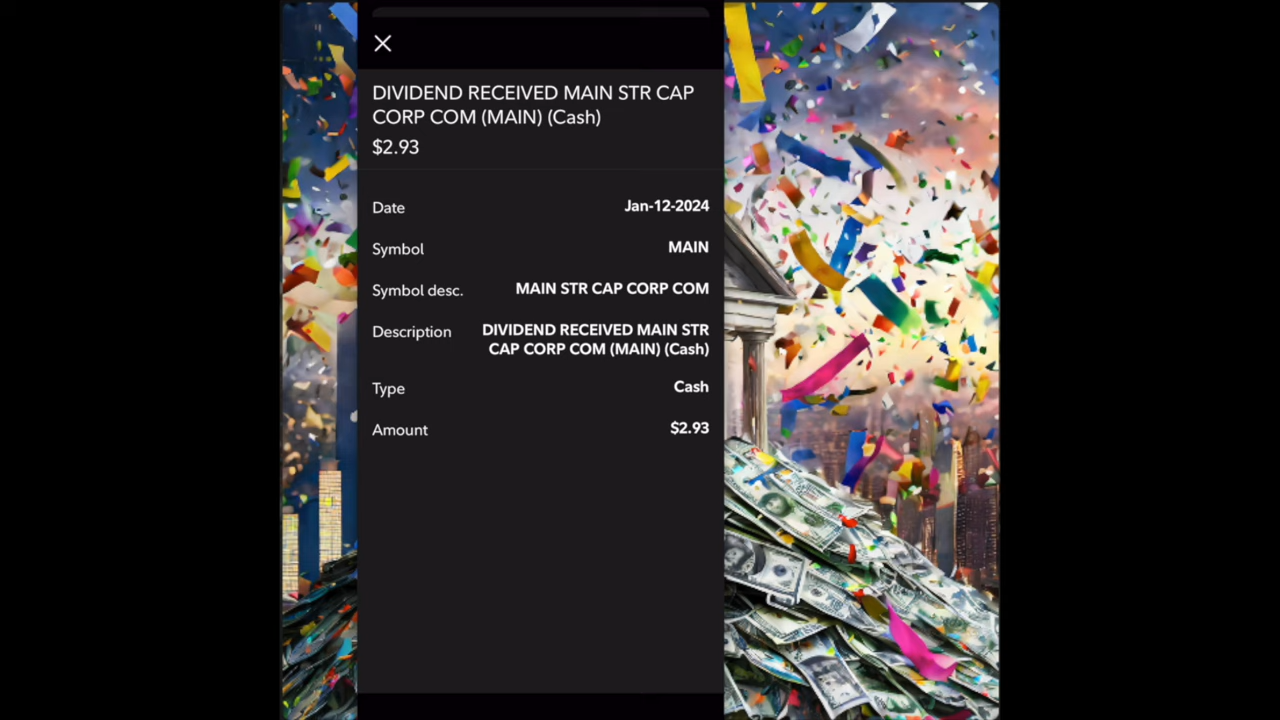 DIVIDEND RECEIVED MAIN STR CAP
CORP COM (MAIN) (Cash)
$2.93
Date
Jan-12-2024
Symbol
MAIN
Symbol desc.
MAIN STR CAP CORP COM
Description
DIVIDEND RECEIVED MAIN STR
CAP CORP COM (MAIN) (Cash)
Type
Cash
Amount
$2.93